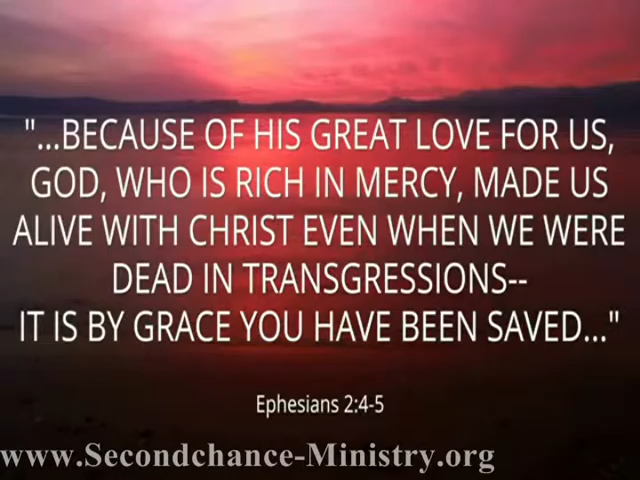 "...BECAUSE OF HIS GREAT LOVE FOR US,
GOD, WHO IS RICH IN MERCY, MADE US
ALIVE WITH CHRIST EVEN WHEN WE WERE
DEAD IN TRANSGRESSIONS--
IT IS BY GRACE YOU HAVE BEEN SAVED..."
Ephesians 2:4-5
www.Secondchance-Ministry.org